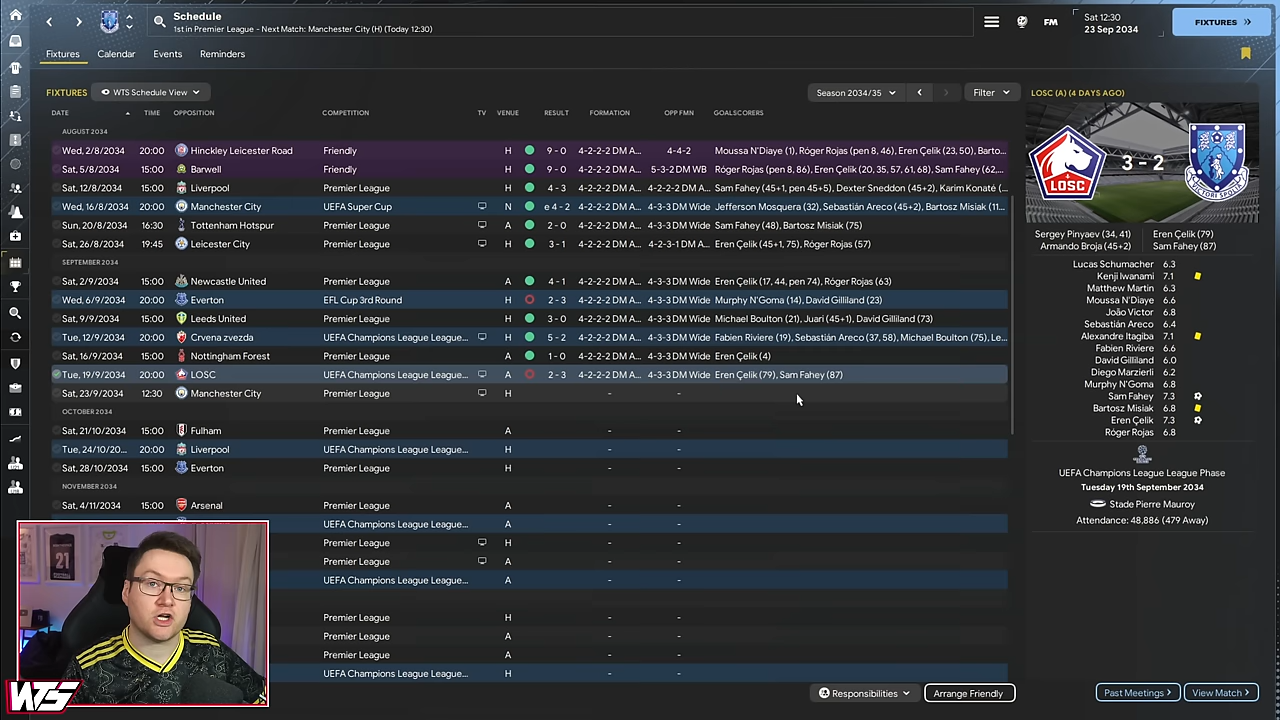 Schedule
1st in Premier League - Next Match: Manchester City (H) (Today 12:30)
FM
Sat 12:30
23 Sep 2034
FIXTURES
Fixtures Calendar Events Reminders
FIXTURES WTS Schedule View
Season 2034/35 Filter
DATE TIME OPPOSITION COMPETITION TV VENUE RESULT FORMATION OPP FMN GOALSCORERS
AUGUST 2034
Wed, 2/8/2034 20:00 Hinckley Leicester Road Friendly H 9 - 0 4-2-2-2 DM A... 4-4-2 Moussa N'Diaye (1), Róger Rojas (pen 8, 46), Eren Çelik (23, 50), Barto...
Sat, 5/8/2034 15:00 Barwell Friendly H 9 - 0 4-2-2-2 DM A... 5-3-2 DM WB Róger Rojas (pen 8, 86), Eren Çelik (20, 35, 57, 61, 68), Sam Fahey (62,...
Sat, 12/8/2034 15:00 Liverpool Premier League H 4 - 3 4-2-2-2 DM A... 4-2-2-2 DM A... Sam Fahey (45+1, pen 45+5), Dexter Sneddon (45+2), Karim Konaté (...
Wed, 16/8/2034 20:00 Manchester City UEFA Super Cup N e 4 - 2 4-2-2-2 DM A... 4-3-3 DM Wide Jefferson Mosquera (32), Sebastián Areco (45+2), Bartosz Misiak (11...
Sun, 20/8/2034 16:30 Tottenham Hotspur Premier League A 2 - 0 4-2-2-2 DM A... 4-3-3 DM Wide Sam Fahey (48), Bartosz Misiak (75)
Sat, 26/8/2034 19:45 Leicester City Premier League H 3 - 1 4-2-2-2 DM A... 4-2-3-1 DM A... Eren Çelik (45+1, 75), Róger Rojas (57)
SEPTEMBER 2034
Sat, 2/9/2034 15:00 Newcastle United Premier League A 4 - 1 4-2-2-2 DM A... 4-3-3 DM Wide Eren Çelik (17, 44, pen 74), Róger Rojas (63)
Wed, 6/9/2034 20:00 Everton EFL Cup 3rd Round H 2 - 3 4-2-2-2 DM A... 4-3-3 DM Wide Murphy N'Goma (14), David Gilliland (23)
Sat, 9/9/2034 15:00 Leeds United Premier League H 3 - 0 4-2-2-2 DM A... 4-3-3 DM Wide Michael Boulton (21), Juari (45+1), David Gilliland (73)
Tue, 12/9/2034 20:00 Crvena zvezda UEFA Champions League League... H 5 - 2 4-2-2-2 DM A... 4-3-3 DM Wide Fabien Riviere (19), Sebastián Areco (37, 58), Michael Boulton (75), Le...
Sat, 16/9/2034 15:00 Nottingham Forest Premier League A 1 - 0 4-2-2-2 DM A... 4-3-3 DM Wide Eren Çelik (4)
Tue, 19/9/2034 20:00 LOSC UEFA Champions League League... A 2 - 3 4-2-2-2 DM A... 4-3-3 DM Wide Eren Çelik (79), Sam Fahey (87)
Sat, 23/9/2034 12:30 Manchester City Premier League H - -
OCTOBER 2034
Sat, 21/10/2034 15:00 Fulham Premier League A - -
Tue, 24/10/20... 20:00 Liverpool UEFA Champions League League... H - -
Sat, 28/10/2034 15:00 Everton Premier League H - -
NOVEMBER 2034
Sat, 4/11/2034 15:00 Arsenal Premier League A - -
UEFA Champions League League... A - -
Premier League H - -
Premier League A - -
UEFA Champions League League... A - -
Premier League H - -
Premier League A - -
Premier League A - -
UEFA Champions League League... H - -
Responsibilities Arrange Friendly
LOSC (A) (4 DAYS AGO)
LOSC
3 - 2
Sergey Pinyaev (34, 41) Eren Çelik (79)
Armando Broja (45+2) Sam Fahey (87)
Lucas Schumacher 6.3
Kenji Iwanami 7.1
Matthew Martin 6.3
Moussa N'Diaye 6.6
João Victor 6.8
Sebastián Areco 6.4
Alexandre Itagiba 7.1
Fabien Riviere 6.6
David Gilliland 6.0
Diego Marzierli 6.2
Murphy N'Goma 6.8
Sam Fahey 7.3
Bartosz Misiak 6.8
Eren Çelik 7.3
Róger Rojas 6.8
UEFA Champions League League Phase
Tuesday 19th September 2034
Stade Pierre Mauroy
Attendance: 48,886 (479 Away)
Past Meetings View Match
21
WTS